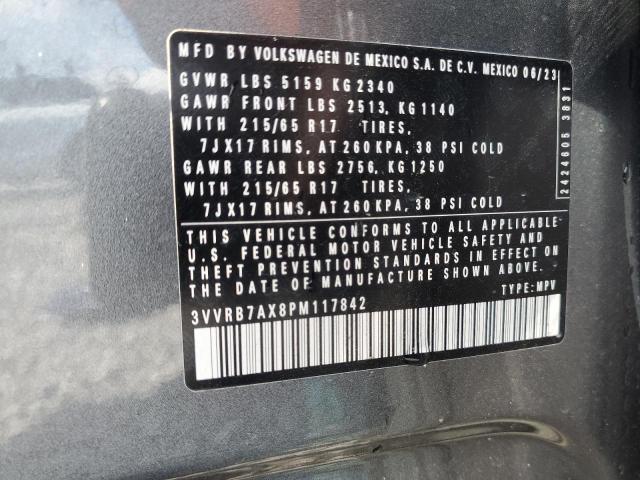 MFD BY VOLKSWAGEN DE MEXICO S.A. DE C.V. MEXICO 06/23
GVWR LBS 5159 KG 2340
GAWR FRONT LBS 2513, KG 1140
WITH 215/65 R17 TIRES,
7JX17 RIMS, AT 260 KPA, 38 PSI COLD
GAWR REAR LBS 2756, KG 1250
WITH 215/65 R17 TIRES,
7JX17 RIMS, AT 260 KPA, 38 PSI COLD
2424605 3831
THIS VEHICLE CONFORMS TO ALL APPLICABLE
U.S. FEDERAL MOTOR VEHICLE SAFETY AND
THEFT PREVENTION STANDARDS IN EFFECT ON
THE DATE OF MANUFACTURE SHOWN ABOVE.
3VVRB7AX8PM117842 TYPE: MPV